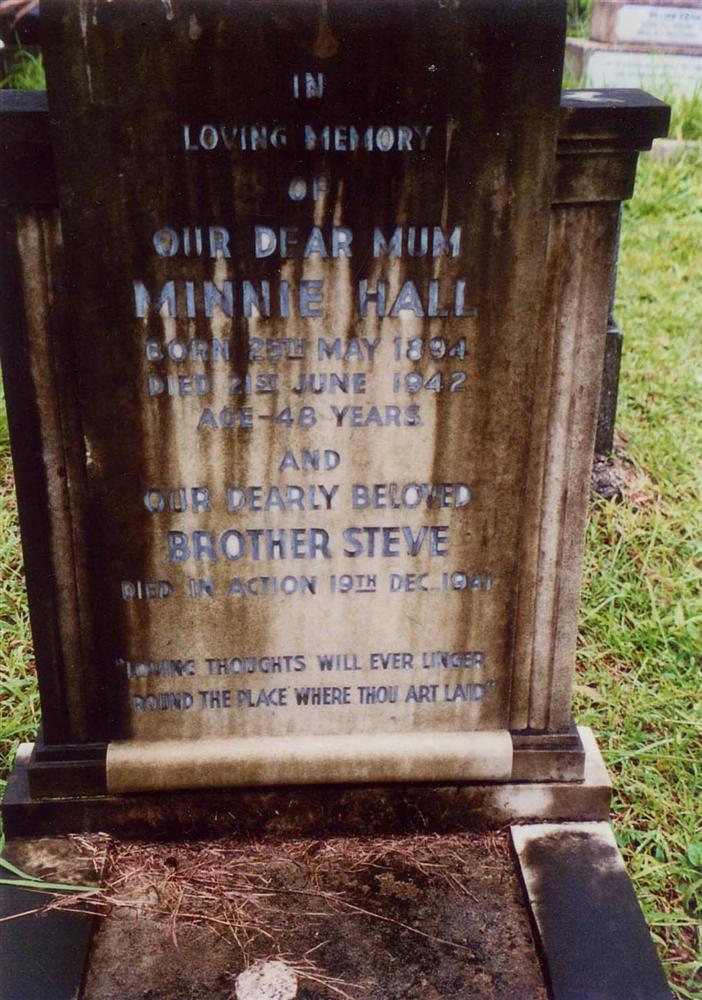 IN
LOVING MEMORY
OF
OUR DEAR MUM
MINNIE HALL
BORN 25TH MAY 1894
DIED 21ST JUNE 1942
AGE-48 YEARS
AND
OUR DEARLY BELOVED
BROTHER STEVE
DIED IN ACTION 19TH DEC. 1941
"LOVING THOUGHTS WILL EVER LINGER
ROUND THE PLACE WHERE THOU ART LAID"